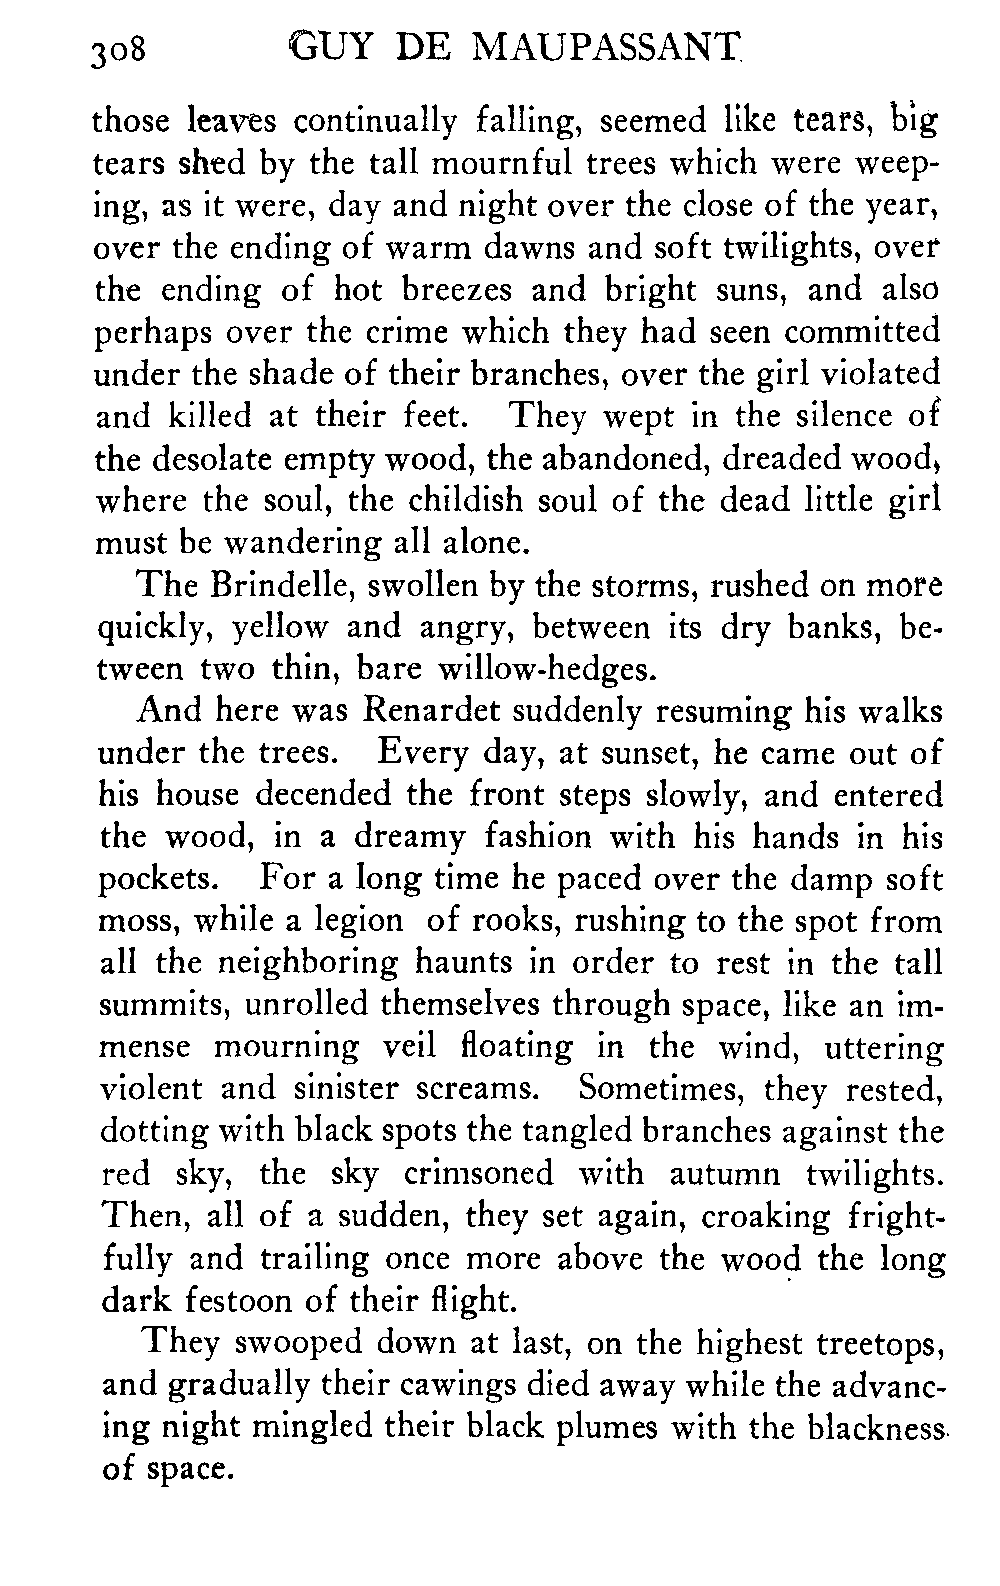 308 GUY DE MAUPASSANT
those leaves continually falling, seemed like tears, big
tears shed by the tall mournful trees which were weep-
ing, as it were, day and night over the close of the year,
over the ending of warm dawns and soft twilights, over
the ending of hot breezes and bright suns, and also
perhaps over the crime which they had seen committed
under the shade of their branches, over the girl violated
and killed at their feet. They wept in the silence of
the desolate empty wood, the abandoned, dreaded wood,
where the soul, the childish soul of the dead little girl
must be wandering all alone.
The Brindelle, swollen by the storms, rushed on more
quickly, yellow and angry, between its dry banks, be-
tween two thin, bare willow-hedges.
And here was Renardet suddenly resuming his walks
under the trees. Every day, at sunset, he came out of
his house decended the front steps slowly, and entered
the wood, in a dreamy fashion with his hands in his
pockets. For a long time he paced over the damp soft
moss, while a legion of rooks, rushing to the spot from
all the neighboring haunts in order to rest in the tall
summits, unrolled themselves through space, like an im-
mense mourning veil floating in the wind, uttering
violent and sinister screams. Sometimes, they rested,
dotting with black spots the tangled branches against the
red sky, the sky crimsoned with autumn twilights.
Then, all of a sudden, they set again, croaking fright-
fully and trailing once more above the wood the long
dark festoon of their flight.
They swooped down at last, on the highest treetops,
and gradually their cawings died away while the advanc-
ing night mingled their black plumes with the blackness
of space.